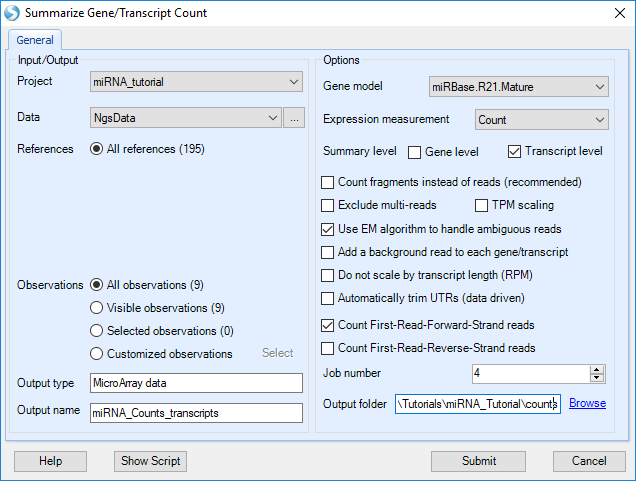 Summarize Gene/Transcript Count
General
Input/Output
Project miRNA_tutorial
Data NgsData ...
References All references (195)
Observations All observations (9)
Visible observations (9)
Selected observations (0)
Customized observations Select
Output type MicroArray data
Output name miRNA_Counts_transcripts
Options
Gene model miRBase.R21.Mature
Expression measurement Count
Summary level Gene level Transcript level
Count fragments instead of reads (recommended)
Exclude multi-reads TPM scaling
Use EM algorithm to handle ambiguous reads
Add a background read to each gene/transcript
Do not scale by transcript length (RPM)
Automatically trim UTRs (data driven)
Count First-Read-Forward-Strand reads
Count First-Read-Reverse-Strand reads
Job number 4
Output folder \Tutorials\miRNA_Tutorial\counts Browse
Help Show Script Submit Cancel